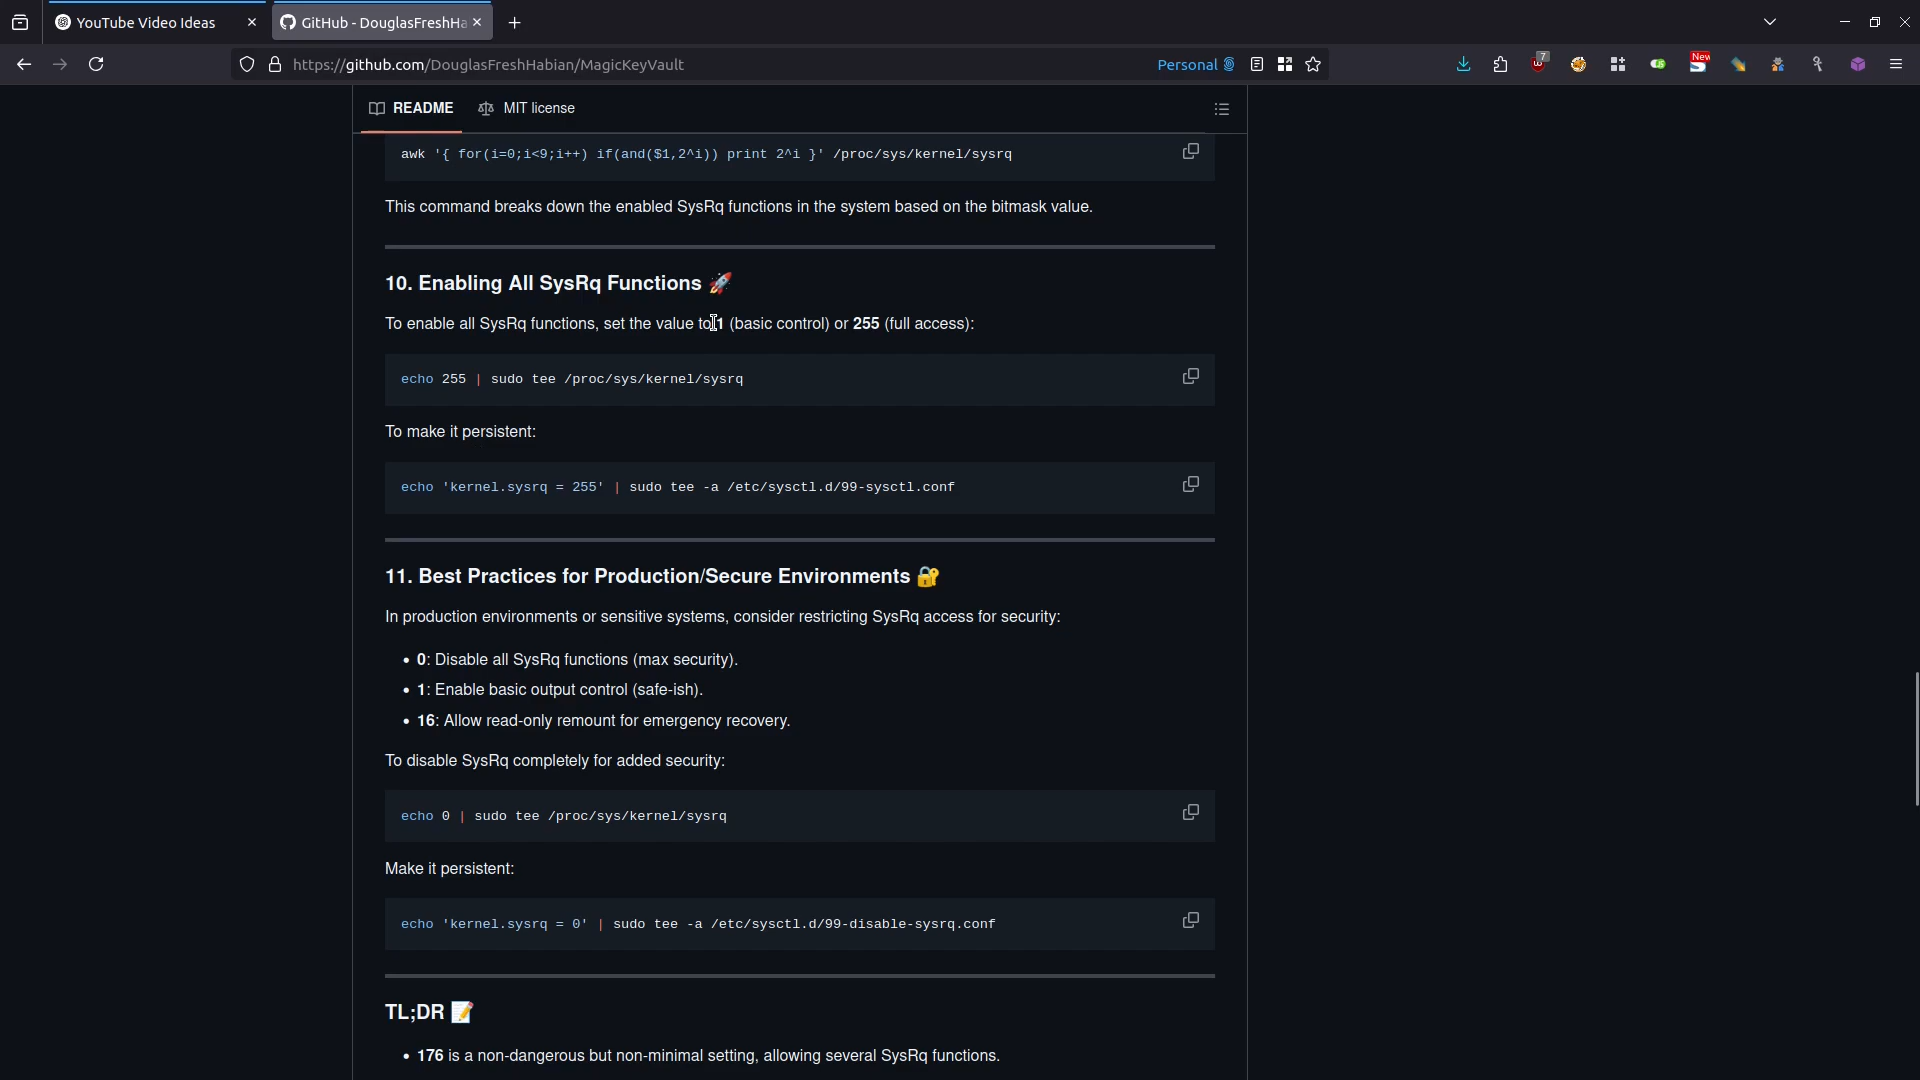 YouTube Video Ideas
GitHub - DouglasFreshHa
https://github.com/DouglasFreshHabian/MagicKeyVault
Personal
7
New
README
MIT license
awk '{ for(i=0;i<9;i++) if(and($1,2^i)) print 2^i }' /proc/sys/kernel/sysrq
This command breaks down the enabled SysRq functions in the system based on the bitmask value.
10. Enabling All SysRq Functions 🚀
To enable all SysRq functions, set the value to 1 (basic control) or 255 (full access):
echo 255 | sudo tee /proc/sys/kernel/sysrq
To make it persistent:
echo 'kernel.sysrq = 255' | sudo tee -a /etc/sysctl.d/99-sysctl.conf
11. Best Practices for Production/Secure Environments 🔐
In production environments or sensitive systems, consider restricting SysRq access for security:
• 0: Disable all SysRq functions (max security).
• 1: Enable basic output control (safe-ish).
• 16: Allow read-only remount for emergency recovery.
To disable SysRq completely for added security:
echo 0 | sudo tee /proc/sys/kernel/sysrq
Make it persistent:
echo 'kernel.sysrq = 0' | sudo tee -a /etc/sysctl.d/99-disable-sysrq.conf
TL;DR 📝
• 176 is a non-dangerous but non-minimal setting, allowing several SysRq functions.